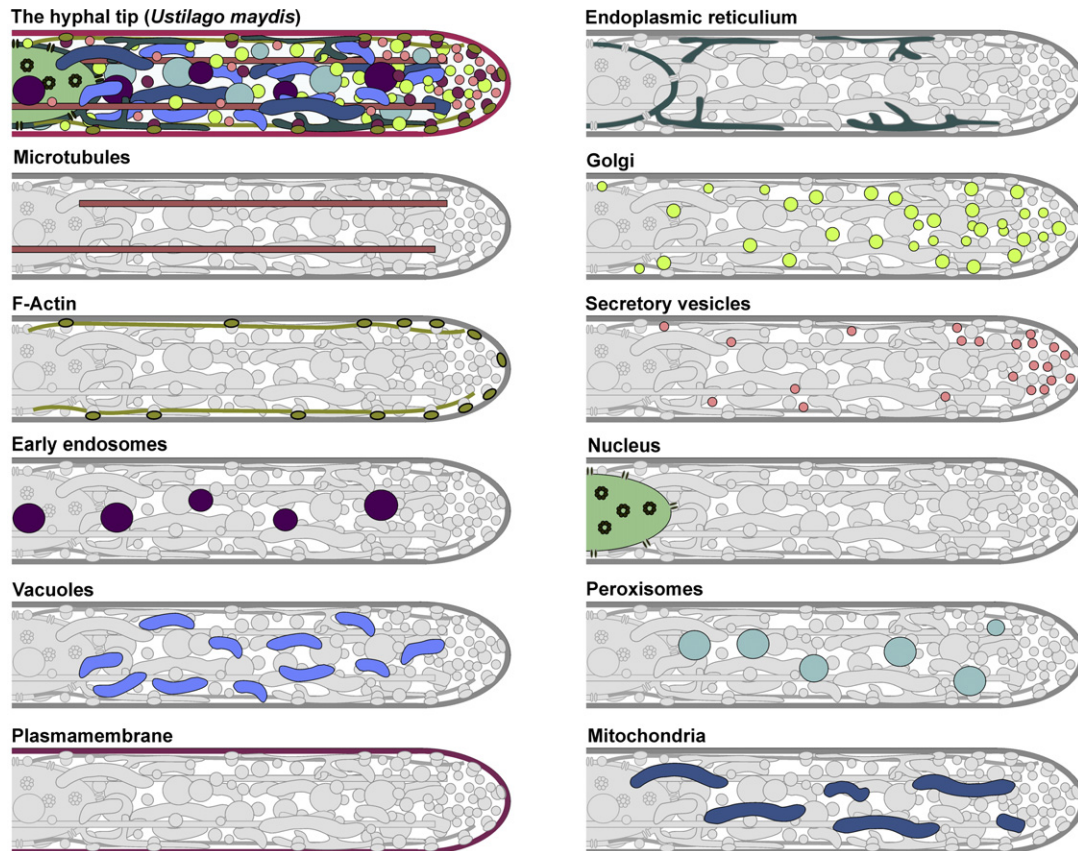 The hyphal tip (Ustilago maydis)
Endoplasmic reticulium
Microtubules
Golgi
F-Actin
Secretory vesicles
Early endosomes
Nucleus
Vacuoles
Peroxisomes
Plasmamembrane
Mitochondria